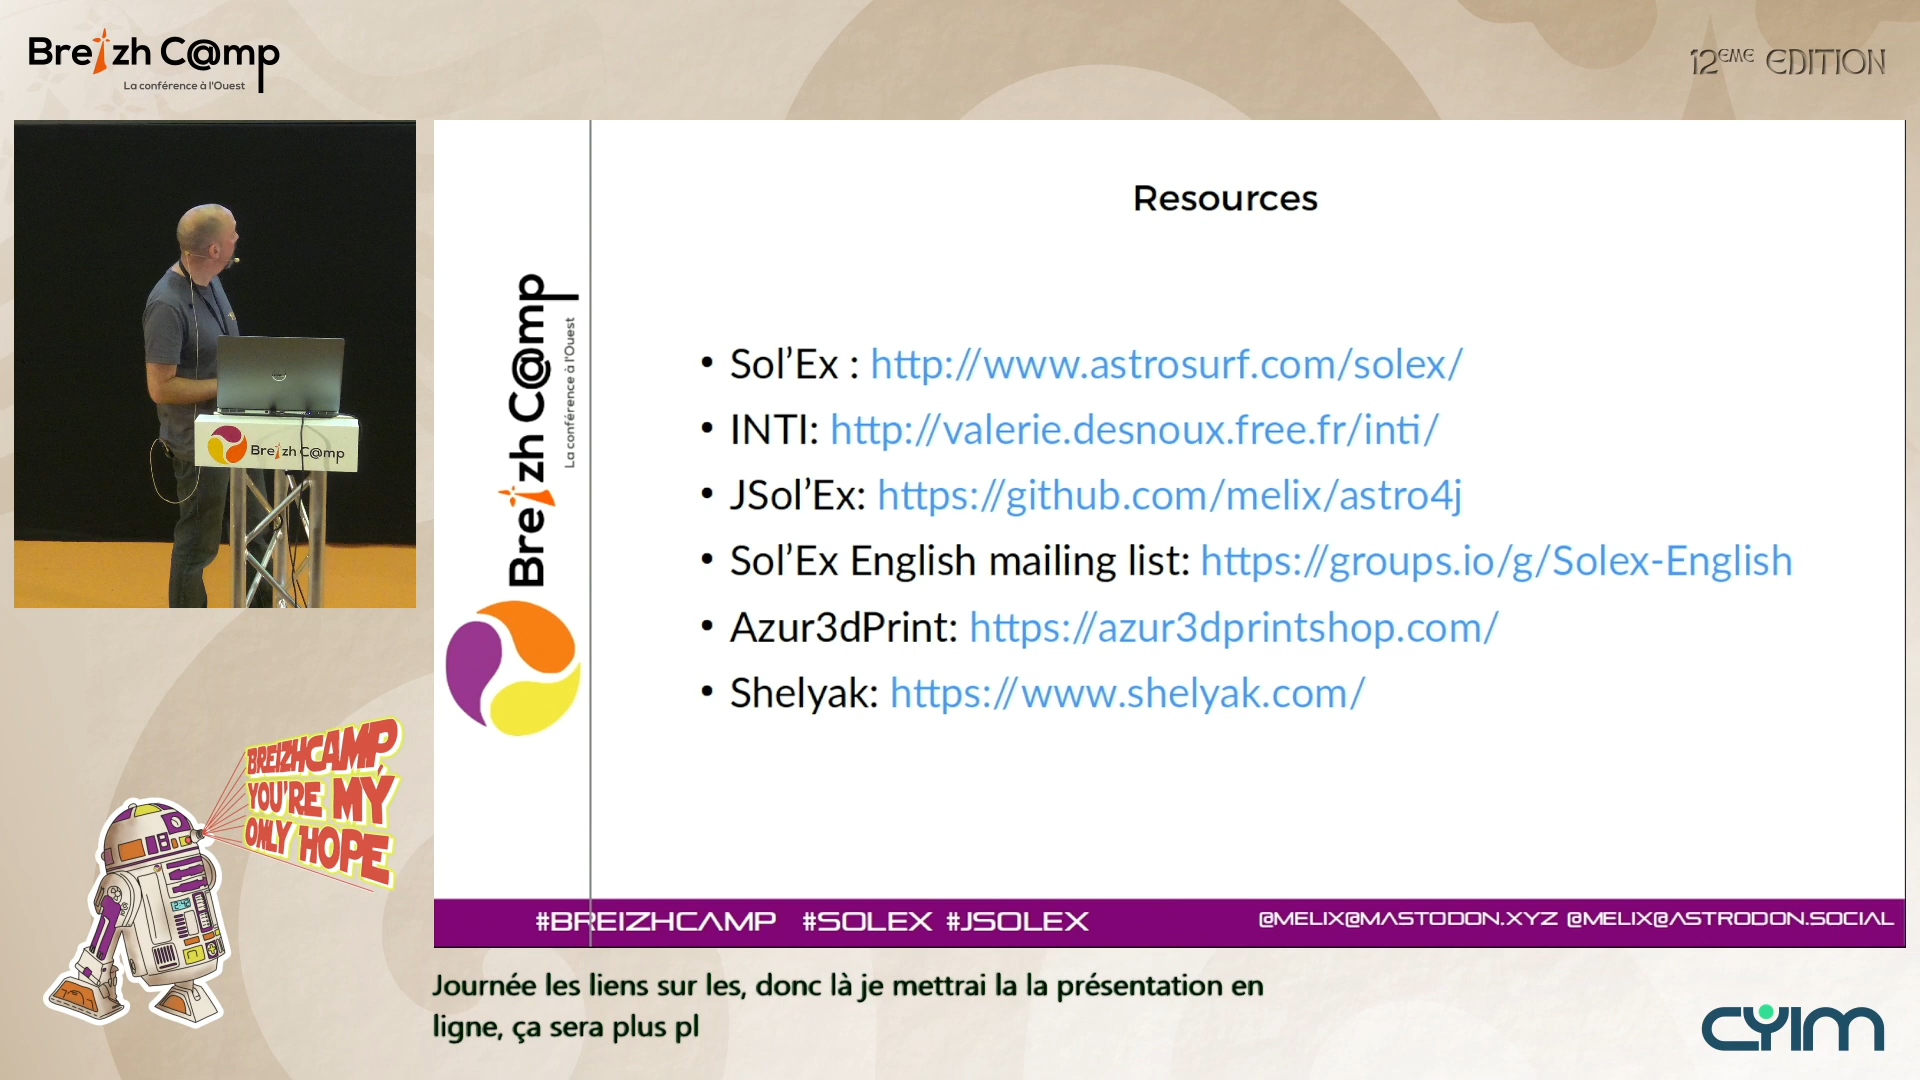 Breizh C@mp
La conférence à l'Ouest
12EME EDITION
Breizh C@mp
BREIZHCAMP,
YOU'RE MY
ONLY HOPE
Breizh C@mp
La conférence à l'Ouest
Resources
• Sol’Ex : http://www.astrosurf.com/solex/
• INTI: http://valerie.desnoux.free.fr/inti/
• JSol’Ex: https://github.com/melix/astro4j
• Sol’Ex English mailing list: https://groups.io/g/Solex-English
• Azur3dPrint: https://azur3dprintshop.com/
• Shelyak: https://www.shelyak.com/
#BREIZHCAMP #SOLEX #JSOLEX
@MELIX@MASTODON.XYZ @MELIX@ASTRODON.SOCIAL
Journée les liens sur les, donc là je mettrai la la présentation en
ligne, ça sera plus pl
CYIM